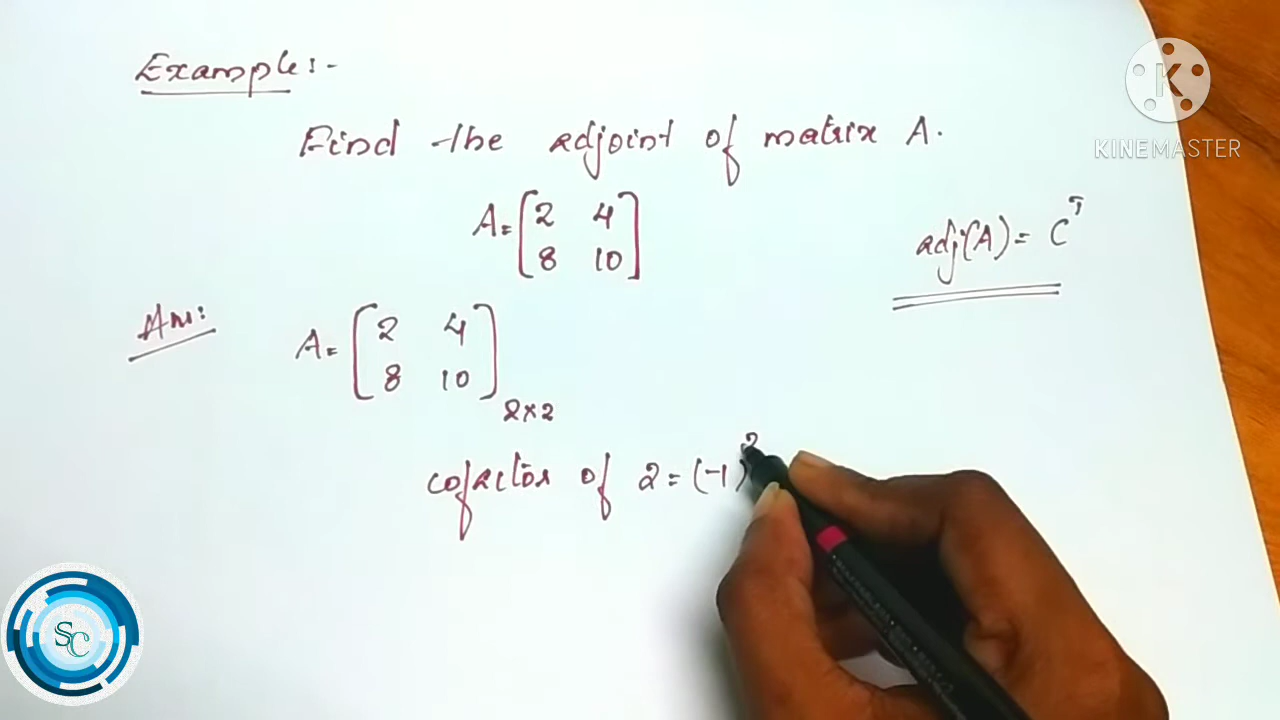 Example:-
KINEMASTER
Find the adjoint of matrix A.
A = [2 4
8 10]
adj(A) = C^T
Ans:
A = [2 4
8 10] 2×2
cofactor of 2 = (-1)^2
SC